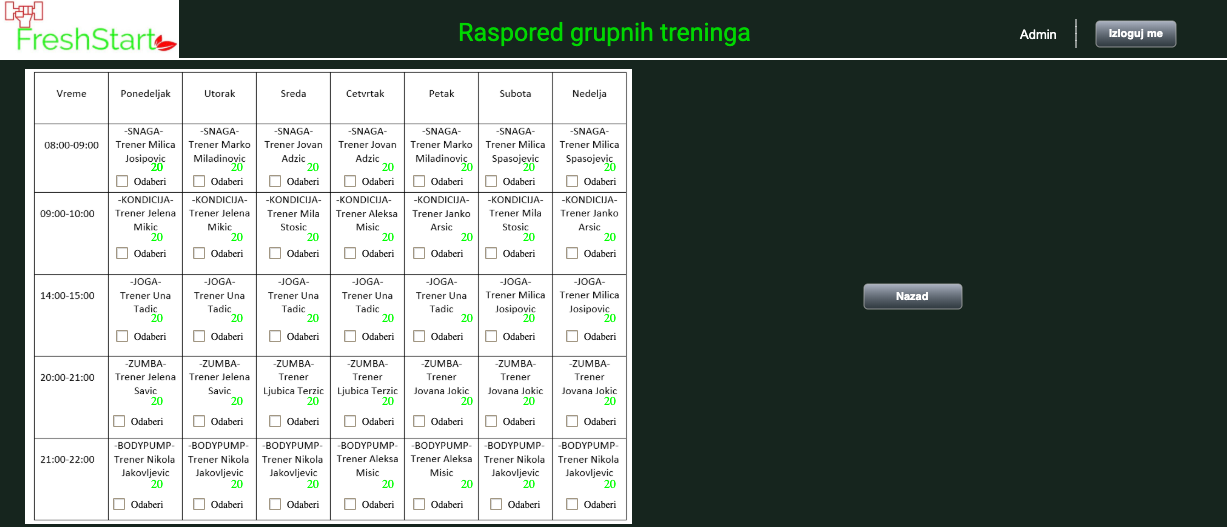 FreshStart
Raspored grupnih treninga
Admin
Izloguj me
Vreme Ponedeljak Utorak Sreda Cetvrtak Petak Subota Nedelja
08:00-09:00
-SNAGA- -SNAGA- -SNAGA- -SNAGA- -SNAGA- -SNAGA- -SNAGA-
Trener Milica Trener Marko Trener Jovan Trener Jovan Trener Marko Trener Milica Trener Milica
Josipovic Miladinovic Adzic Adzic Miladinovic Spasojevic Spasojevic
20 20 20 20 20 20 20
Odaberi Odaberi Odaberi Odaberi Odaberi Odaberi Odaberi
09:00-10:00
-KONDICIJA- -KONDICIJA- -KONDICIJA- -KONDICIJA- -KONDICIJA- -KONDICIJA- -KONDICIJA-
Trener Jelena Trener Jelena Trener Mila Trener Aleksa Trener Janko Trener Mila Trener Janko
Mikic Mikic Stosic Misic Arsic Stosic Arsic
20 20 20 20 20 20 20
Odaberi Odaberi Odaberi Odaberi Odaberi Odaberi Odaberi
14:00-15:00
-JOGA- -JOGA- -JOGA- -JOGA- -JOGA- -JOGA- -JOGA-
Trener Una Trener Una Trener Una Trener Una Trener Una Trener Milica Trener Milica
Tadic Tadic Tadic Tadic Tadic Josipovic Josipovic
20 20 20 20 20 20 20
Odaberi Odaberi Odaberi Odaberi Odaberi Odaberi Odaberi
20:00-21:00
-ZUMBA- -ZUMBA- -ZUMBA- -ZUMBA- -ZUMBA- -ZUMBA- -ZUMBA-
Trener Jelena Trener Jelena Trener Trener Trener Trener Trener
Savic Savic Ljubica Terzic Ljubica Terzic Jovana Jokic Jovana Jokic Jovana Jokic
20 20 20 20 20 20 20
Odaberi Odaberi Odaberi Odaberi Odaberi Odaberi Odaberi
21:00-22:00
-BODYPUMP- -BODYPUMP- -BODYPUMP- -BODYPUMP- -BODYPUMP- -BODYPUMP- -BODYPUMP-
Trener Nikola Trener Nikola Trener Nikola Trener Aleksa Trener Aleksa Trener Nikola Trener Nikola
Jakovljevic Jakovljevic Jakovljevic Misic Misic Jakovljevic Jakovljevic
20 20 20 20 20 20 20
Odaberi Odaberi Odaberi Odaberi Odaberi Odaberi Odaberi
Nazad